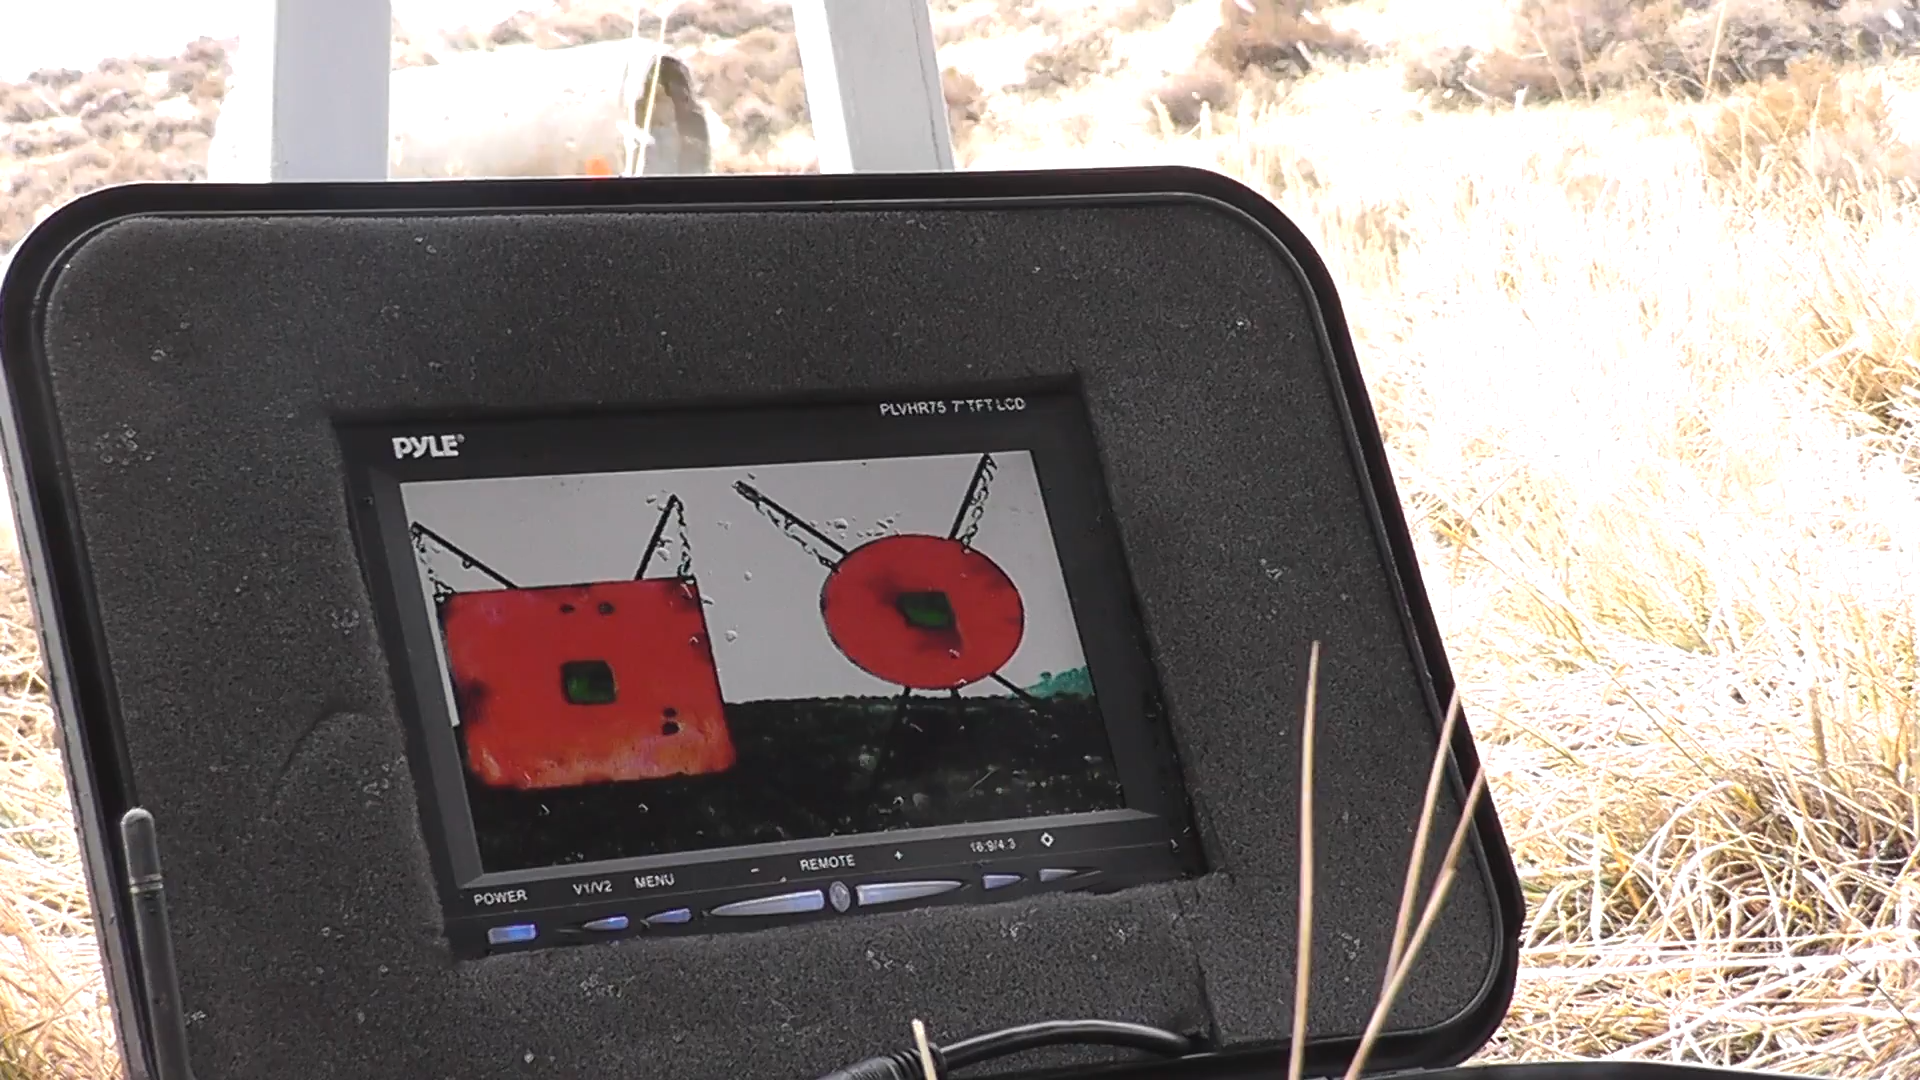 PLVHR75 7" TFT LCD
PYLE®
POWER V1/V2 MENU - REMOTE + 16:9/4:3